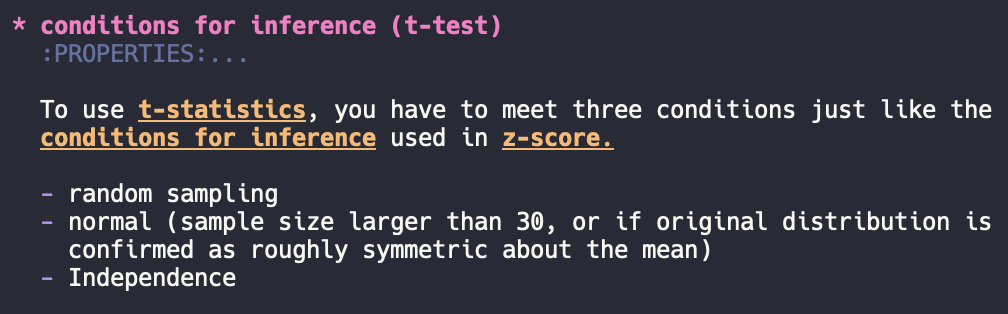 * conditions for inference (t-test)
:PROPERTIES:...
To use t-statistics, you have to meet three conditions just like the
conditions for inference used in z-score.
- random sampling
- normal (sample size larger than 30, or if original distribution is
confirmed as roughly symmetric about the mean)
- Independence